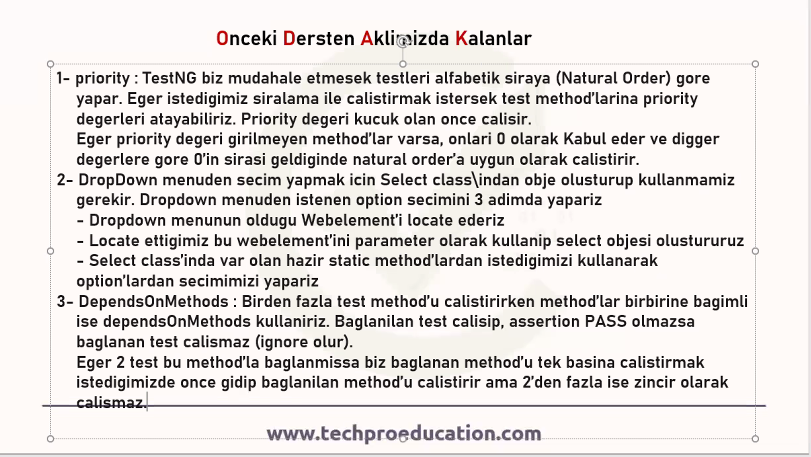 Onceki Dersten Aklimizda Kalanlar
1- priority : TestNG biz mudahale etmesek testleri alfabetik siraya (Natural Order) gore
yapar. Eger istedigimiz siralama ile calistirmak istersek test method'larina priority
degerleri atayabiliriz. Priority degeri kucuk olan once calisir.
Eger priority degeri girilmeyen method'lar varsa, onlari 0 olarak Kabul eder ve digger
degerlere gore 0'in sirasi geldiginde natural order'a uygun olarak calistirir.
2- DropDown menuden secim yapmak icin Select class\indan obje olusturup kullanmamiz
gerekir. Dropdown menuden istenen option secimini 3 adimda yapariz
- Dropdown menunun oldugu Webelement'i locate ederiz
- Locate ettigimiz bu webelement'ini parameter olarak kullanip select objesi olustururuz
- Select class'inda var olan hazir static method'lardan istedigimizi kullanarak
option'lardan secimimizi yapariz
3- DependsOnMethods : Birden fazla test method'u calistirirken method'lar birbirine bagimli
ise dependsOnMethods kullaniriz. Baglanilan test calisip, assertion PASS olmazsa
baglanan test calismaz (ignore olur).
Eger 2 test bu method'la baglanmissa biz baglanan method'u tek basina calistirmak
istedigimizde once gidip baglanilan method'u calistirir ama 2'den fazla ise zincir olarak
calismaz.
www.techproeducation.com